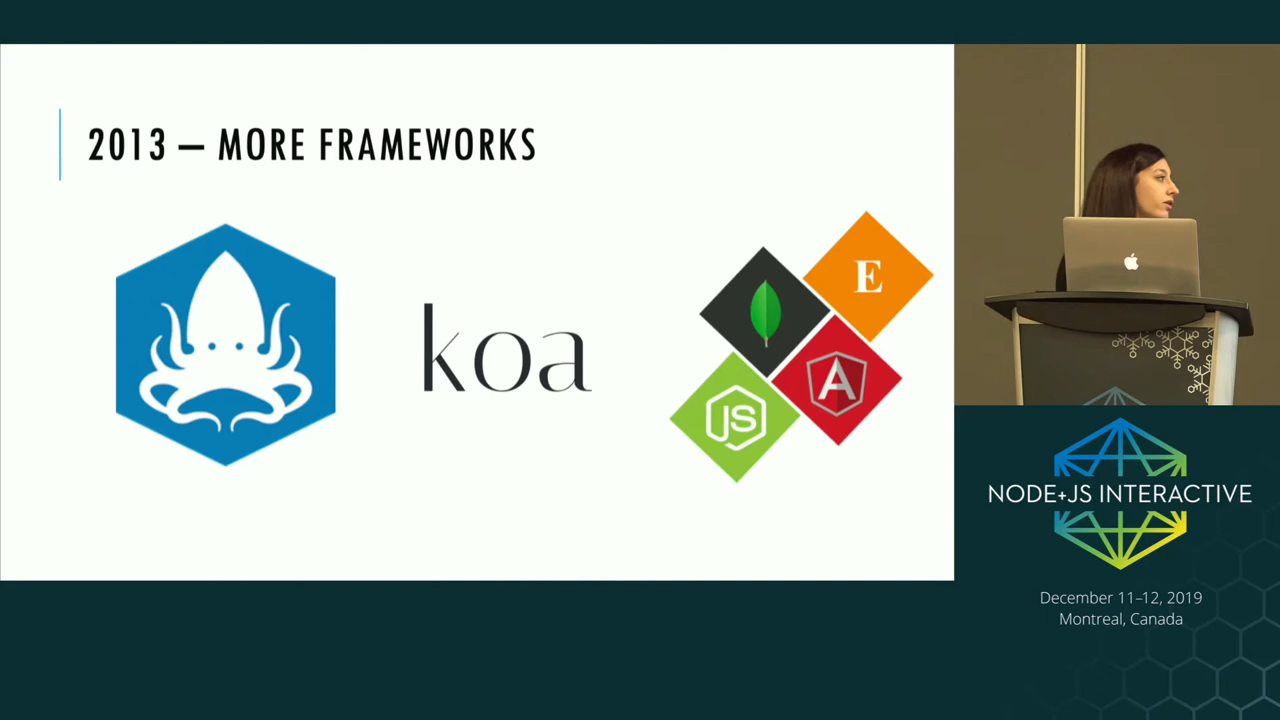 2013 — MORE FRAMEWORKS
koa
E
A
JS
NODE+JS INTERACTIVE
December 11–12, 2019
Montreal, Canada